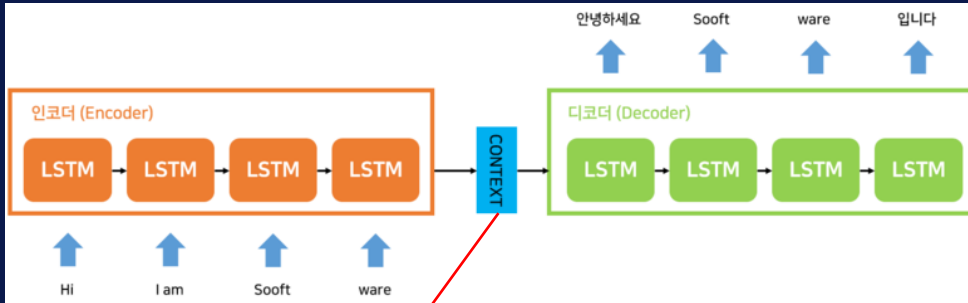 안녕하세요 Sooft ware 입니다
인코더 (Encoder)
디코더 (Decoder)
LSTM LSTM LSTM LSTM
CONTEXT
LSTM LSTM LSTM LSTM
Hi I am Sooft ware